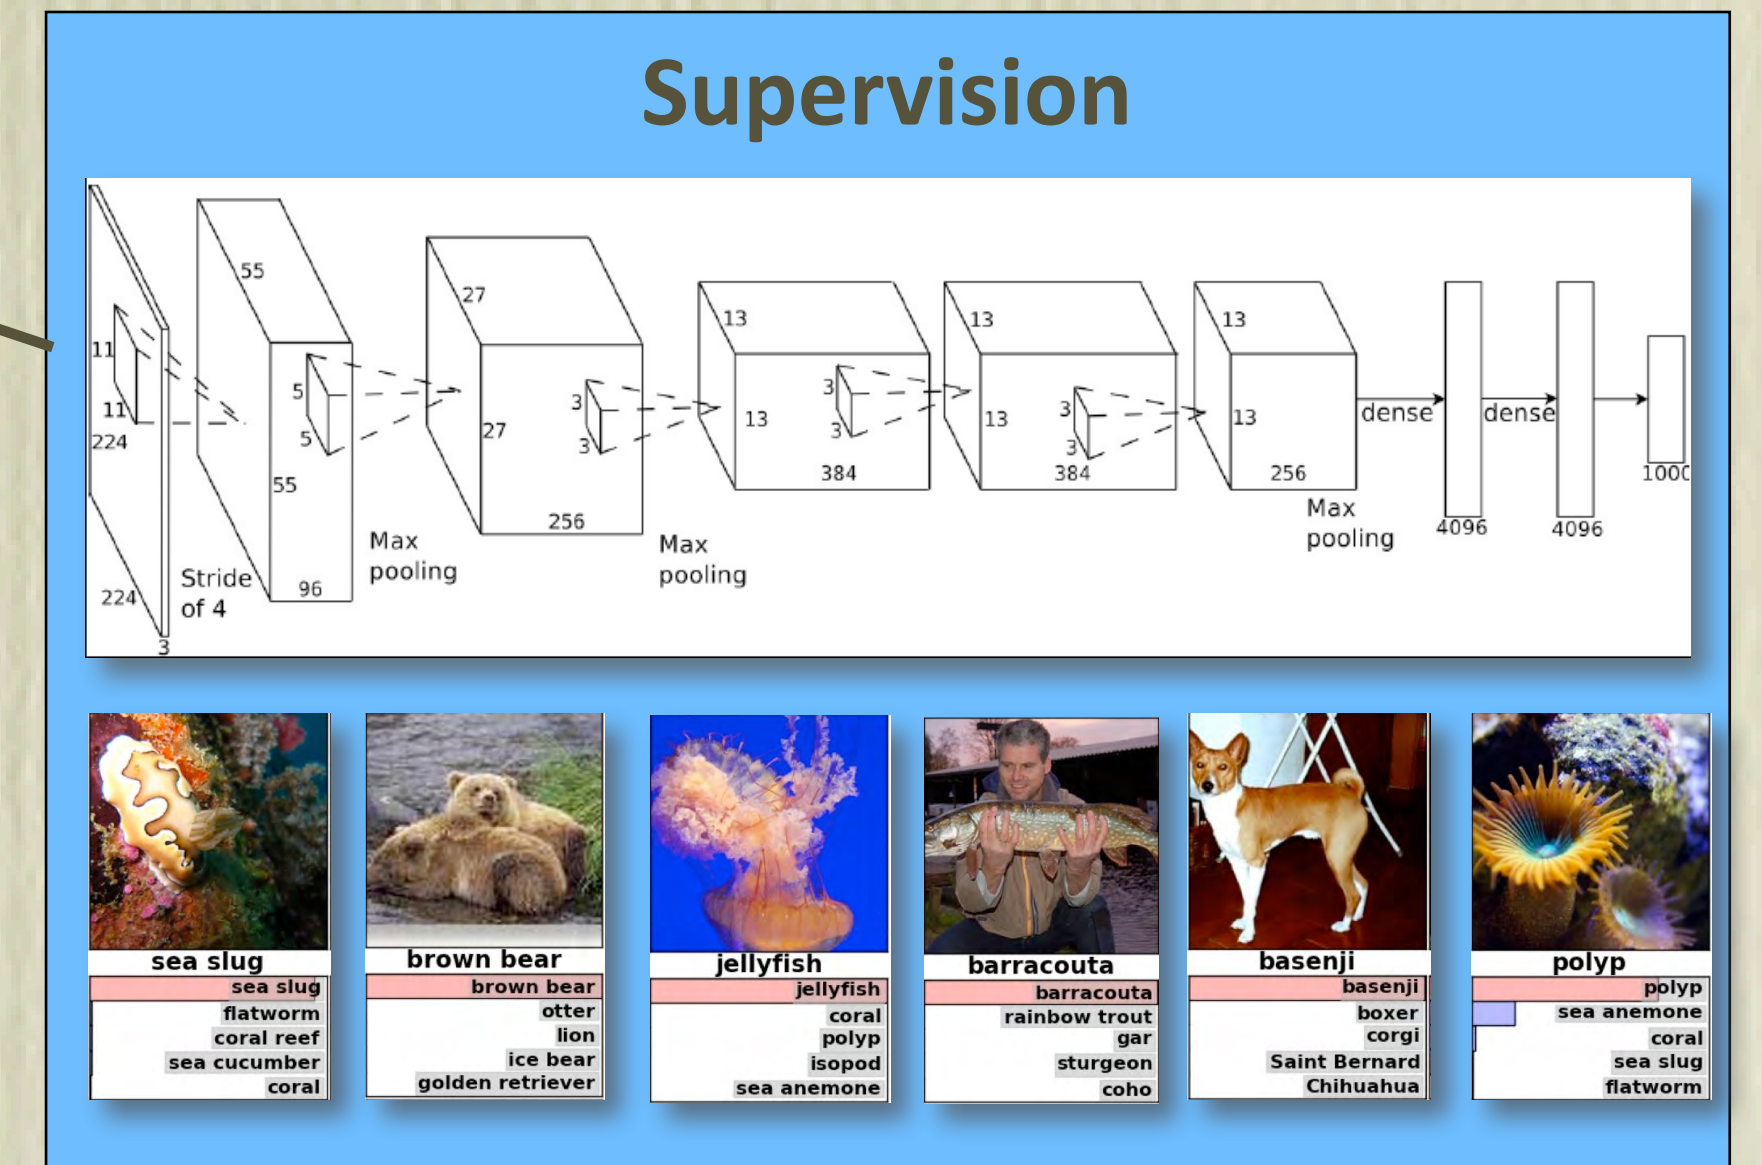 Supervision
55
27
13
13
13
11
5
3
3
3
11
5
3
3
3
224
55
27
13
13
13
dense
dense
384
384
256
1000
96
256
4096
4096
224
3
Stride
of 4
Max
pooling
Max
pooling
Max
pooling
sea slug
sea slug
flatworm
coral reef
sea cucumber
coral
brown bear
brown bear
otter
lion
ice bear
golden retriever
jellyfish
jellyfish
coral
polyp
isopod
sea anemone
barracouta
barracouta
rainbow trout
gar
sturgeon
coho
basenji
basenji
boxer
corgi
Saint Bernard
Chihuahua
polyp
polyp
sea anemone
coral
sea slug
flatworm